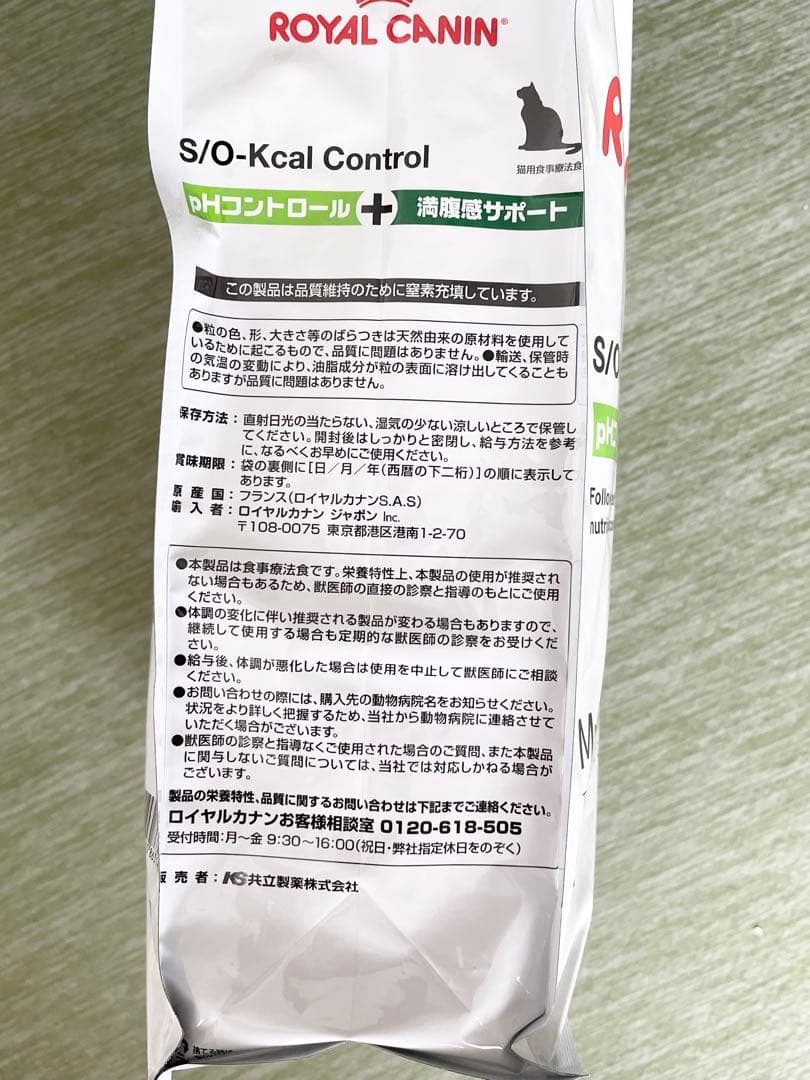 ROYAL CANIN®
S/O-Kcal Control
猫用食事療法食
pHコントロール + 満腹感サポート
この製品は品質維持のために窒素充填しています。
●粒の色、形、大きさ等のばらつきは天然由来の原材料を使用して
いるために起こるもので、品質に問題はありません。●輸送、保管時
の気温の変動により、油脂成分が粒の表面に溶け出してくることも
ありますが品質に問題はありません。
保存方法：直射日光の当たらない、湿気の少ない涼しいところで保管し
てください。開封後はしっかりと密閉し、給与方法を参考
に、なるべくお早めにご使用ください。
賞味期限：袋の裏側に[日／月／年(西暦の下二桁)]の順に表示して
あります。
原産国：フランス(ロイヤルカナンS.A.S)
輸入者：ロイヤルカナン ジャポン Inc.
〒108-0075 東京都港区港南1-2-70
●本製品は食事療法食です。栄養特性上、本製品の使用が推奨され
ない場合もあるため、獣医師の直接の診察と指導のもとにご使用
ください。
●体調の変化に伴い推奨される製品が変わる場合もありますので、
継続して使用する場合も定期的な獣医師の診察をお受けくだ
さい。
●給与後、体調が悪化した場合は使用を中止して獣医師にご相談
ください。
●お問い合わせの際には、購入先の動物病院名をお知らせください。
状況をより詳しく把握するため、当社から動物病院に連絡させて
いただく場合がございます。
●獣医師の診察と指導なくご使用された場合のご質問、また本製品
に関与しないご質問については、当社では対応しかねる場合が
ございます。
製品の栄養特性、品質に関するお問い合わせは下記までご連絡ください。
ロイヤルカナンお客様相談室 0120-618-505
受付時間：月〜金 9:30〜16:00(祝日・弊社指定休日をのぞく)
販売者：KS共立製薬株式会社
R
S/O
pHコ
Follow
nutri
M